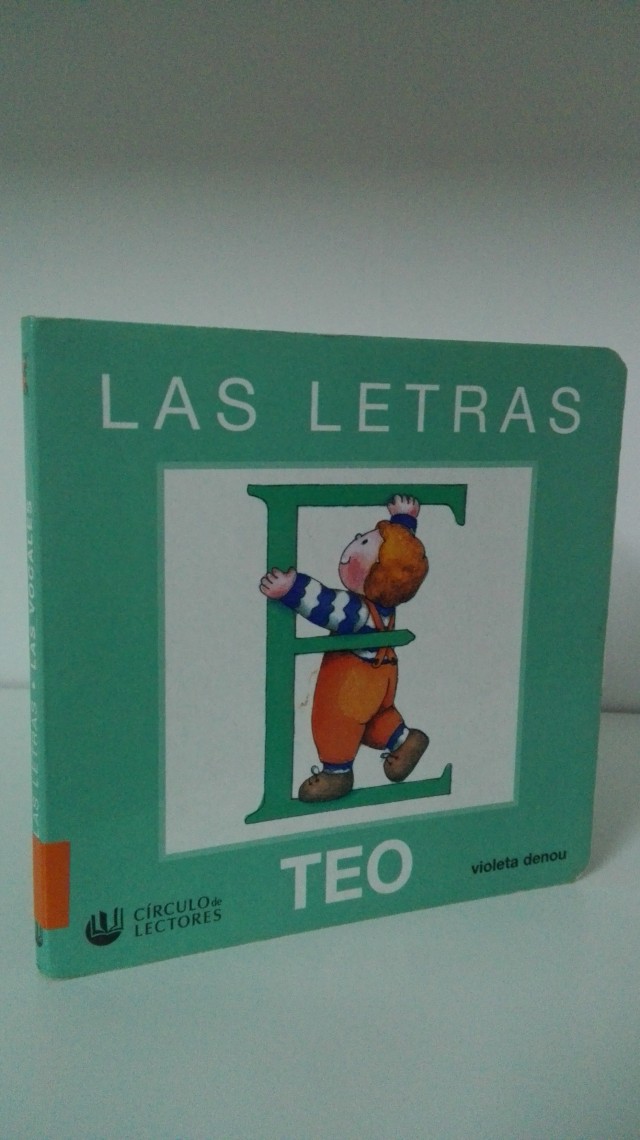 LAS LETRAS
E
TEO
violeta denou
CÍRCULO de
LECTORES
LAS LETRAS • LAS VOCALES